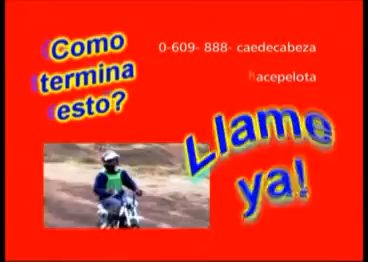 Como
termina
esto?
0-609- 888- caedecabeza
hacepelota
Llame
ya!